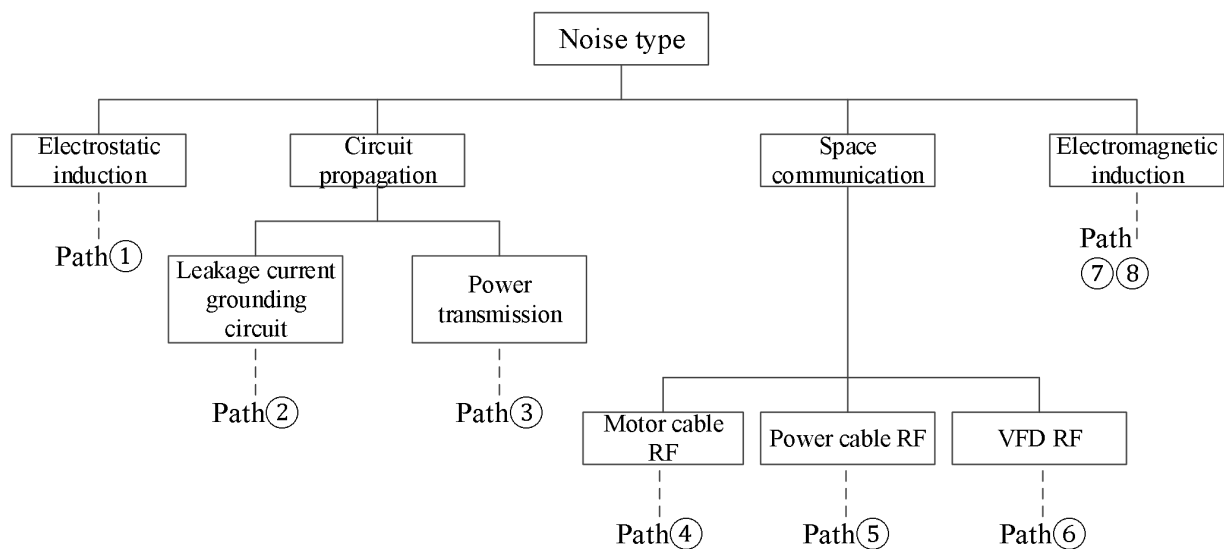 Noise type
Electrostatic
induction
Circuit
propagation
Space
communication
Electromagnetic
induction
Path①
Leakage current
grounding
circuit
Power
transmission
Path
⑦⑧
Path②
Path③
Motor cable
RF
Power cable RF
VFD RF
Path④
Path⑤
Path⑥